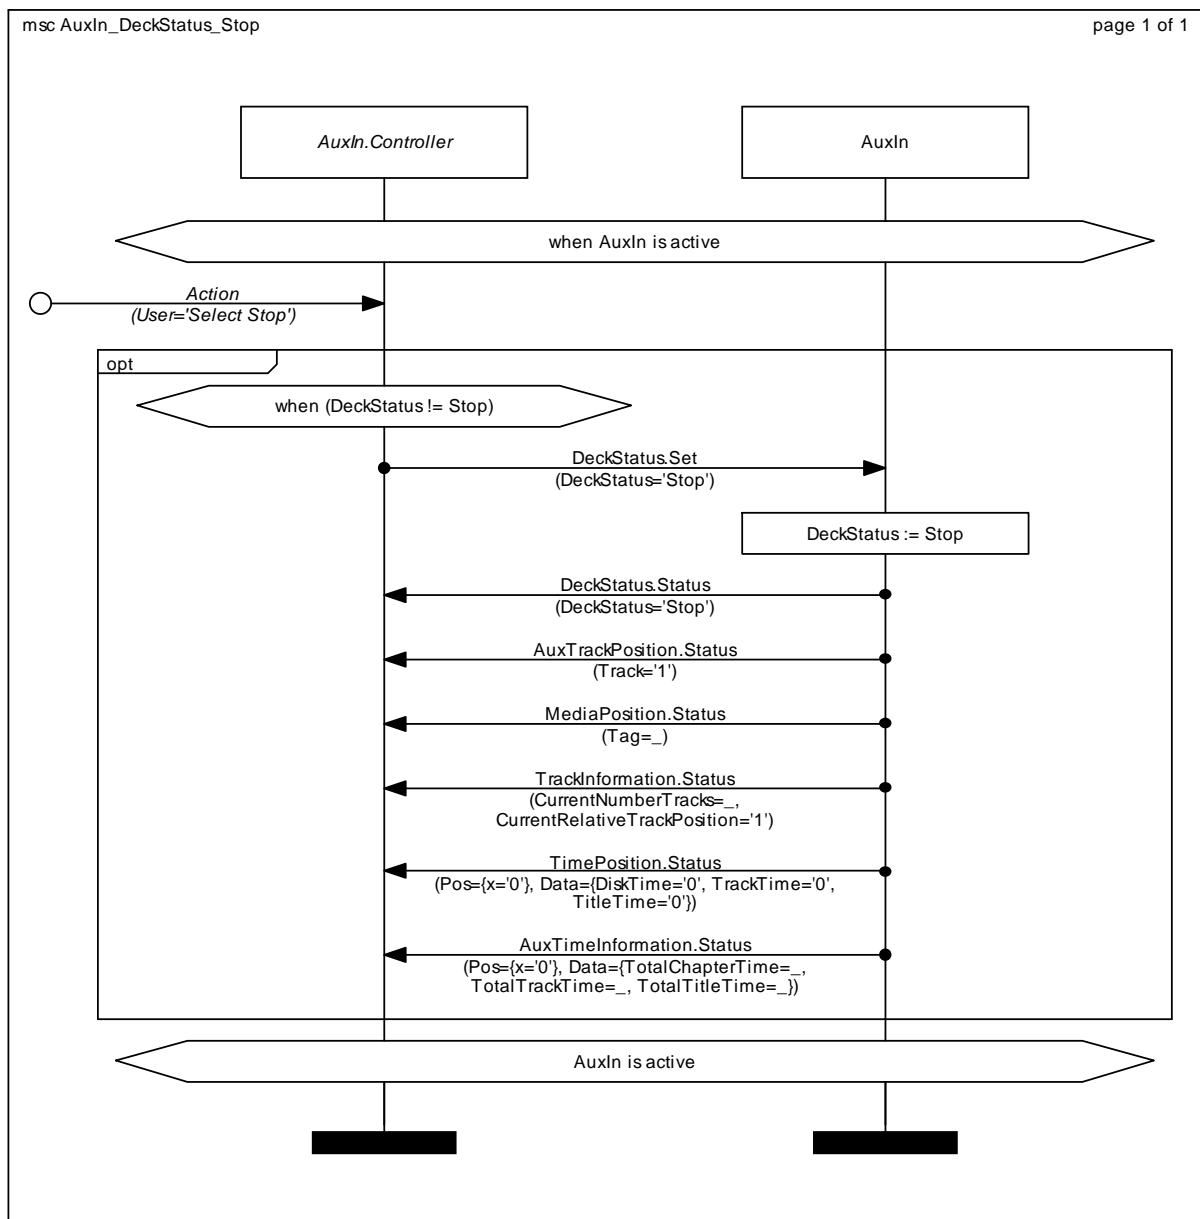 msc AuxIn_DeckStatus_Stop
page 1 of 1
AuxIn.Controller
AuxIn
when AuxIn is active
Action
(User='Select Stop')
opt
when (DeckStatus != Stop)
DeckStatus.Set
(DeckStatus='Stop')
DeckStatus := Stop
DeckStatus.Status
(DeckStatus='Stop')
AuxTrackPosition.Status
(Track='1')
MediaPosition.Status
(Tag=_)
TrackInformation.Status
(CurrentNumberTracks=_,
CurrentRelativeTrackPosition='1')
TimePosition.Status
(Pos={x='0'}, Data={DiskTime='0', TrackTime='0',
TitleTime='0'})
AuxTimeInformation.Status
(Pos={x='0'}, Data={TotalChapterTime=_,
TotalTrackTime=_, TotalTitleTime=_})
AuxIn is active